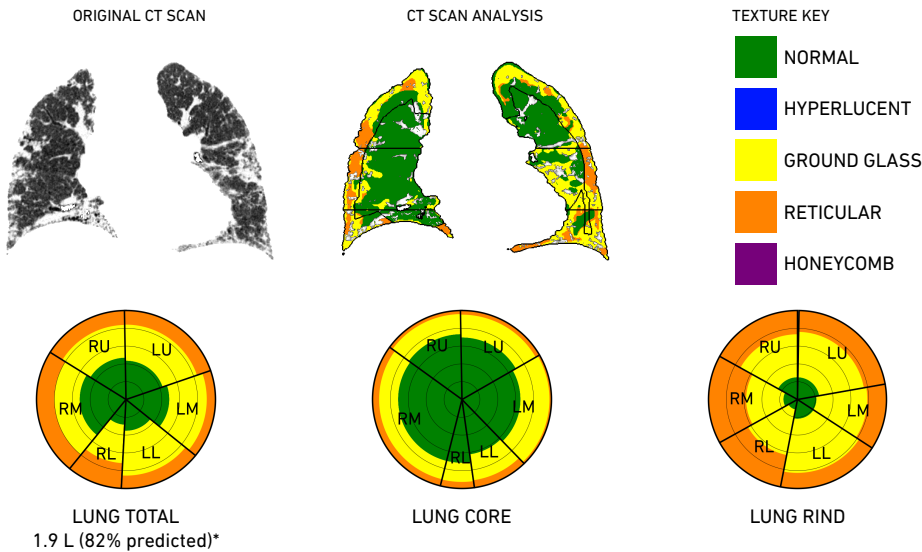 ORIGINAL CT SCAN
CT SCAN ANALYSIS
TEXTURE KEY
NORMAL
HYPERLUCENT
GROUND GLASS
RETICULAR
HONEYCOMB
RU
LU
RM
LM
RL
LL
LUNG TOTAL
1.9 L (82% predicted)*
RU
LU
RM
LM
RL
LL
LUNG CORE
RU
LU
RM
LM
RL
LL
LUNG RIND